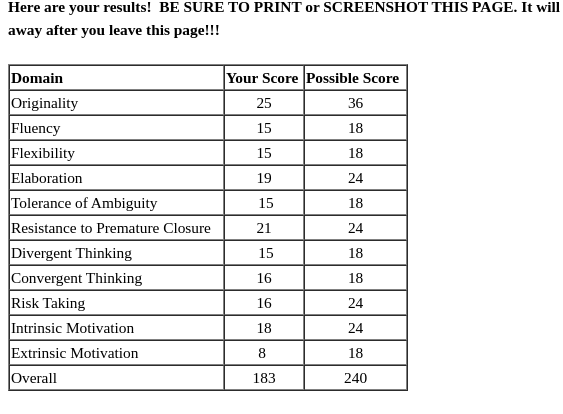 Here are your results!  BE SURE TO PRINT or SCREENSHOT THIS PAGE. It will
away after you leave this page!!!
Domain Your Score Possible Score
Originality 25 36
Fluency 15 18
Flexibility 15 18
Elaboration 19 24
Tolerance of Ambiguity 15 18
Resistance to Premature Closure 21 24
Divergent Thinking 15 18
Convergent Thinking 16 18
Risk Taking 16 24
Intrinsic Motivation 18 24
Extrinsic Motivation 8 18
Overall 183 240